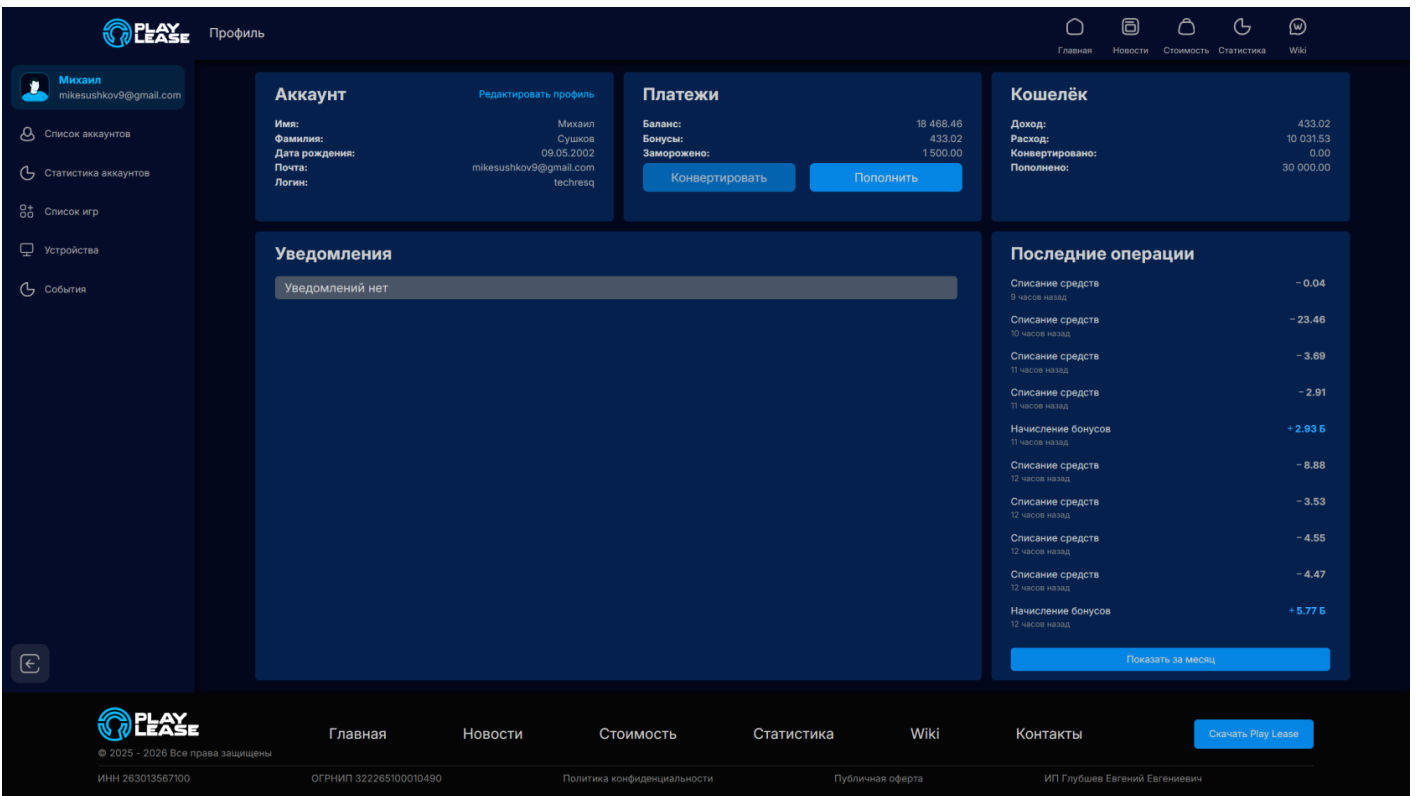 PLAY LEASE
Профиль
Главная
Новости
Стоимость
Статистика
Wiki
Михаил
mikesushkov9@gmail.com
Список аккаунтов
Статистика аккаунтов
Список игр
Устройства
События
Аккаунт
Редактировать профиль
Имя: Михаил
Фамилия: Сушков
Дата рождения: 09.05.2002
Почта: mikesushkov9@gmail.com
Логин: techresq
Платежи
Баланс: 18 468.46
Бонусы: 433.02
Заморожено: 1 500.00
Конвертировать
Пополнить
Кошелёк
Доход: 433.02
Расход: 10 031.53
Конвертировано: 0.00
Пополнено: 30 000.00
Уведомления
Уведомлений нет
Последние операции
Списание средств − 0.04
9 часов назад
Списание средств − 23.46
10 часов назад
Списание средств − 3.69
11 часов назад
Списание средств − 2.91
11 часов назад
Начисление бонусов + 2.93 Б
11 часов назад
Списание средств − 8.88
12 часов назад
Списание средств − 3.53
12 часов назад
Списание средств − 4.55
12 часов назад
Списание средств − 4.47
12 часов назад
Начисление бонусов + 5.77 Б
12 часов назад
Показать за месяц
PLAY LEASE
© 2025 - 2026 Все права защищены
Главная
Новости
Стоимость
Статистика
Wiki
Контакты
Скачать Play Lease
ИНН 263013567100
ОГРНИП 322265100010490
Политика конфиденциальности
Публичная оферта
ИП Глубшев Евгений Евгениевич